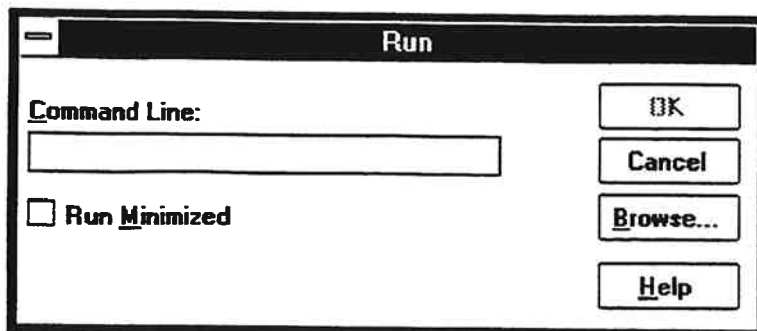 Run
Command Line:
OK
Cancel
Run Minimized
Browse...
Help